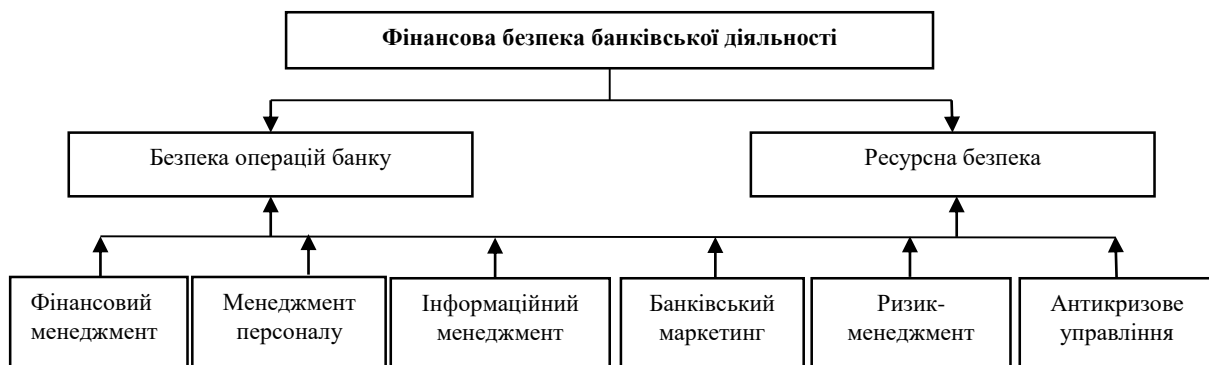 Фінансова безпека банківської діяльності
Безпека операцій банку
Ресурсна безпека
Фінансовий
менеджмент
Менеджмент
персоналу
Інформаційний
менеджмент
Банківський
маркетинг
Ризик-
менеджмент
Антикризове
управління